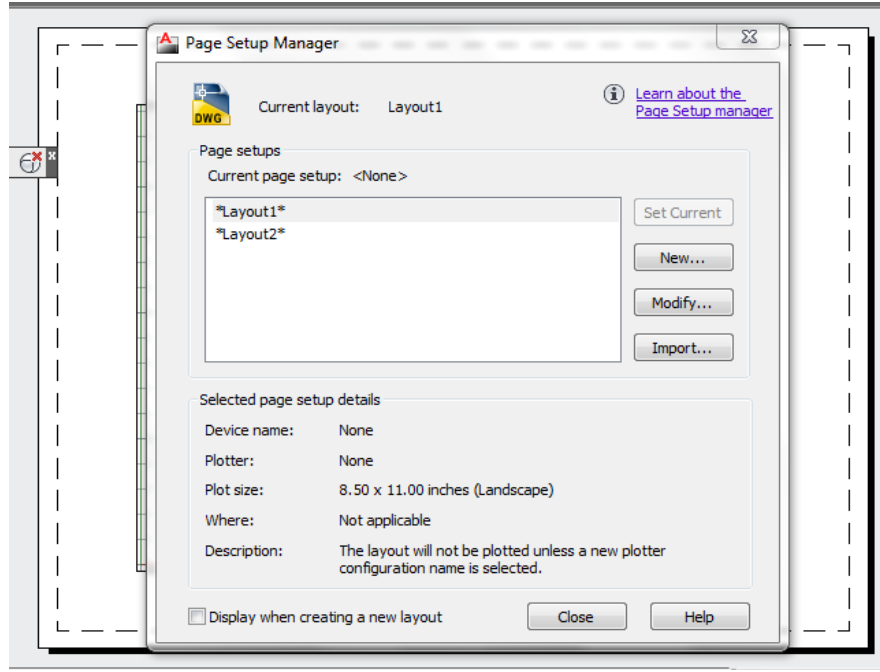 Page Setup Manager
DWG
Current layout: Layout1
Learn about the
Page Setup manager
Page setups
Current page setup: <None>
*Layout1*
*Layout2*
Set Current
New...
Modify...
Import...
Selected page setup details
Device name: None
Plotter: None
Plot size: 8.50 x 11.00 inches (Landscape)
Where: Not applicable
Description: The layout will not be plotted unless a new plotter
configuration name is selected.
Display when creating a new layout
Close
Help